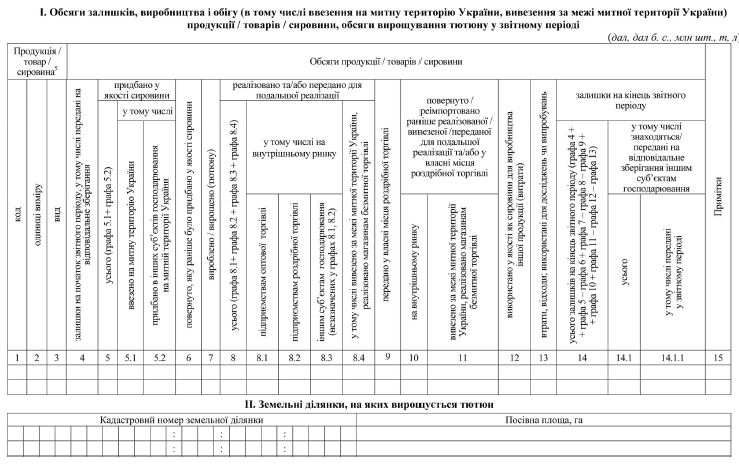 I. Обсяги залишків, виробництва і обігу (в тому числі ввезення на митну територію України, вивезення за межі митної території України)
продукції / товарів / сировини, обсяги вирощування тютюну у звітному періоді
(дал, дал б. с., млн шт., т, л)
Продукція /
товар /
сировина⁵
Обсяги продукції / товарів / сировини
код
одиниці виміру
вид
залишки на початок звітного періоду, у тому числі передані на
відповідальне зберігання
придбано у
якості сировини
усього (графа 5.1+ графа 5.2)
у тому числі
ввезено на митну територію України
придбано в інших суб’єктів господарювання
на митній території України
повернуто, яку раніше було придбано у якості сировини
вироблено / вирощено (тютюну)
реалізовано та/або передано для
подальшої реалізації
усього (графа 8.1+ графа 8.2 + графа 8.3 + графа 8.4)
у тому числі на
внутрішньому ринку
підприємствам оптової торгівлі
підприємствам роздрібної торгівлі
іншим суб’єктам господарювання
(незазначених у графах 8.1, 8.2)
у тому числі вивезено за межі митної території України,
реалізовано магазинам безмитної торгівлі
передано у власні місця роздрібної торгівлі
повернуто /
реімпортовано
раніше реалізованої /
вивезеної /переданої
для подальшої
реалізації та/або у
власні місця
роздрібної торгівлі
на внутрішньому ринку
вивезено за межі митної території
України, реалізовано магазинам
безмитної торгівлі
використано у якості як сировини для виробництва
іншої продукції (витрати)
втрати, відходи, використані для досліджень чи випробувань
залишки на кінець звітного
періоду
усього залишків на кінець звітного періоду (графа 4 +
+ графа 5 – графа 6 + графа 7 – графа 8 – графа 9 +
+ графа 10 + графа 11 – графа 12 – графа 13)
у тому числі
знаходяться/
передані на
відповідальне
зберігання іншим
суб’єктам
господарювання
усього
у тому числі передані
у звітному періоді
Примітки
1 2 3 4 5 5.1 5.2 6 7 8 8.1 8.2 8.3 8.4 9 10 11 12 13 14 14.1 14.1.1 15
II. Земельні ділянки, на яких вирощується тютюн
Кадастровий номер земельної ділянки Посівна площа, га
: : :
: : :